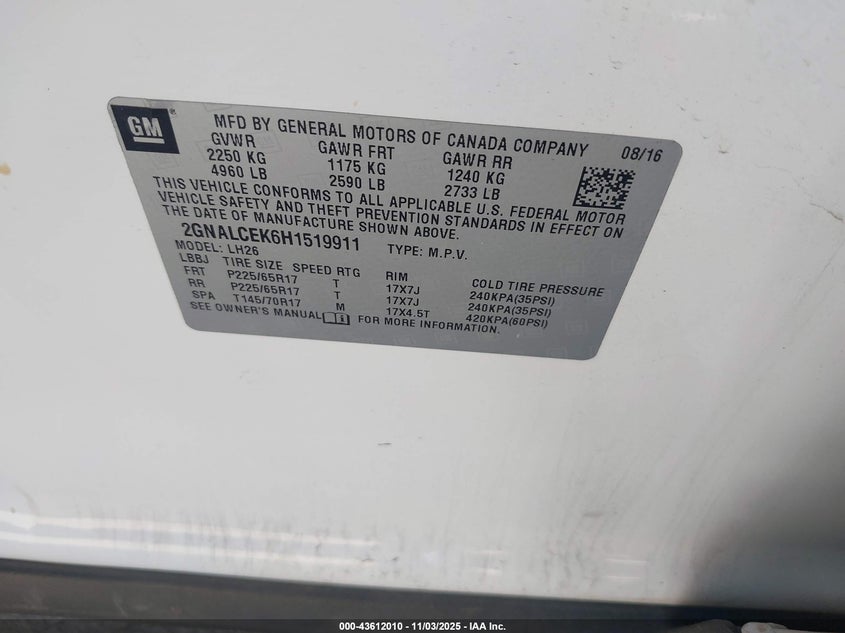 GM
MFD BY GENERAL MOTORS OF CANADA COMPANY 08/16
GVWR GAWR FRT GAWR RR
2250 KG 1175 KG 1240 KG
4960 LB 2590 LB 2733 LB
THIS VEHICLE CONFORMS TO ALL APPLICABLE U.S. FEDERAL MOTOR
VEHICLE SAFETY AND THEFT PREVENTION STANDARDS IN EFFECT ON
THE DATE OF MANUFACTURE SHOWN ABOVE.
2GNALCEK6H1519911 TYPE: M.P.V.
MODEL: LH26
LBBJ TIRE SIZE SPEED RTG RIM COLD TIRE PRESSURE
FRT P225/65R17 T 17X7J 240KPA(35PSI)
RR P225/65R17 T 17X7J 240KPA(35PSI)
SPA T145/70R17 M 17X4.5T 420KPA(60PSI)
SEE OWNER'S MANUAL FOR MORE INFORMATION.
000-43612010 - 11/03/2025 - IAA Inc.